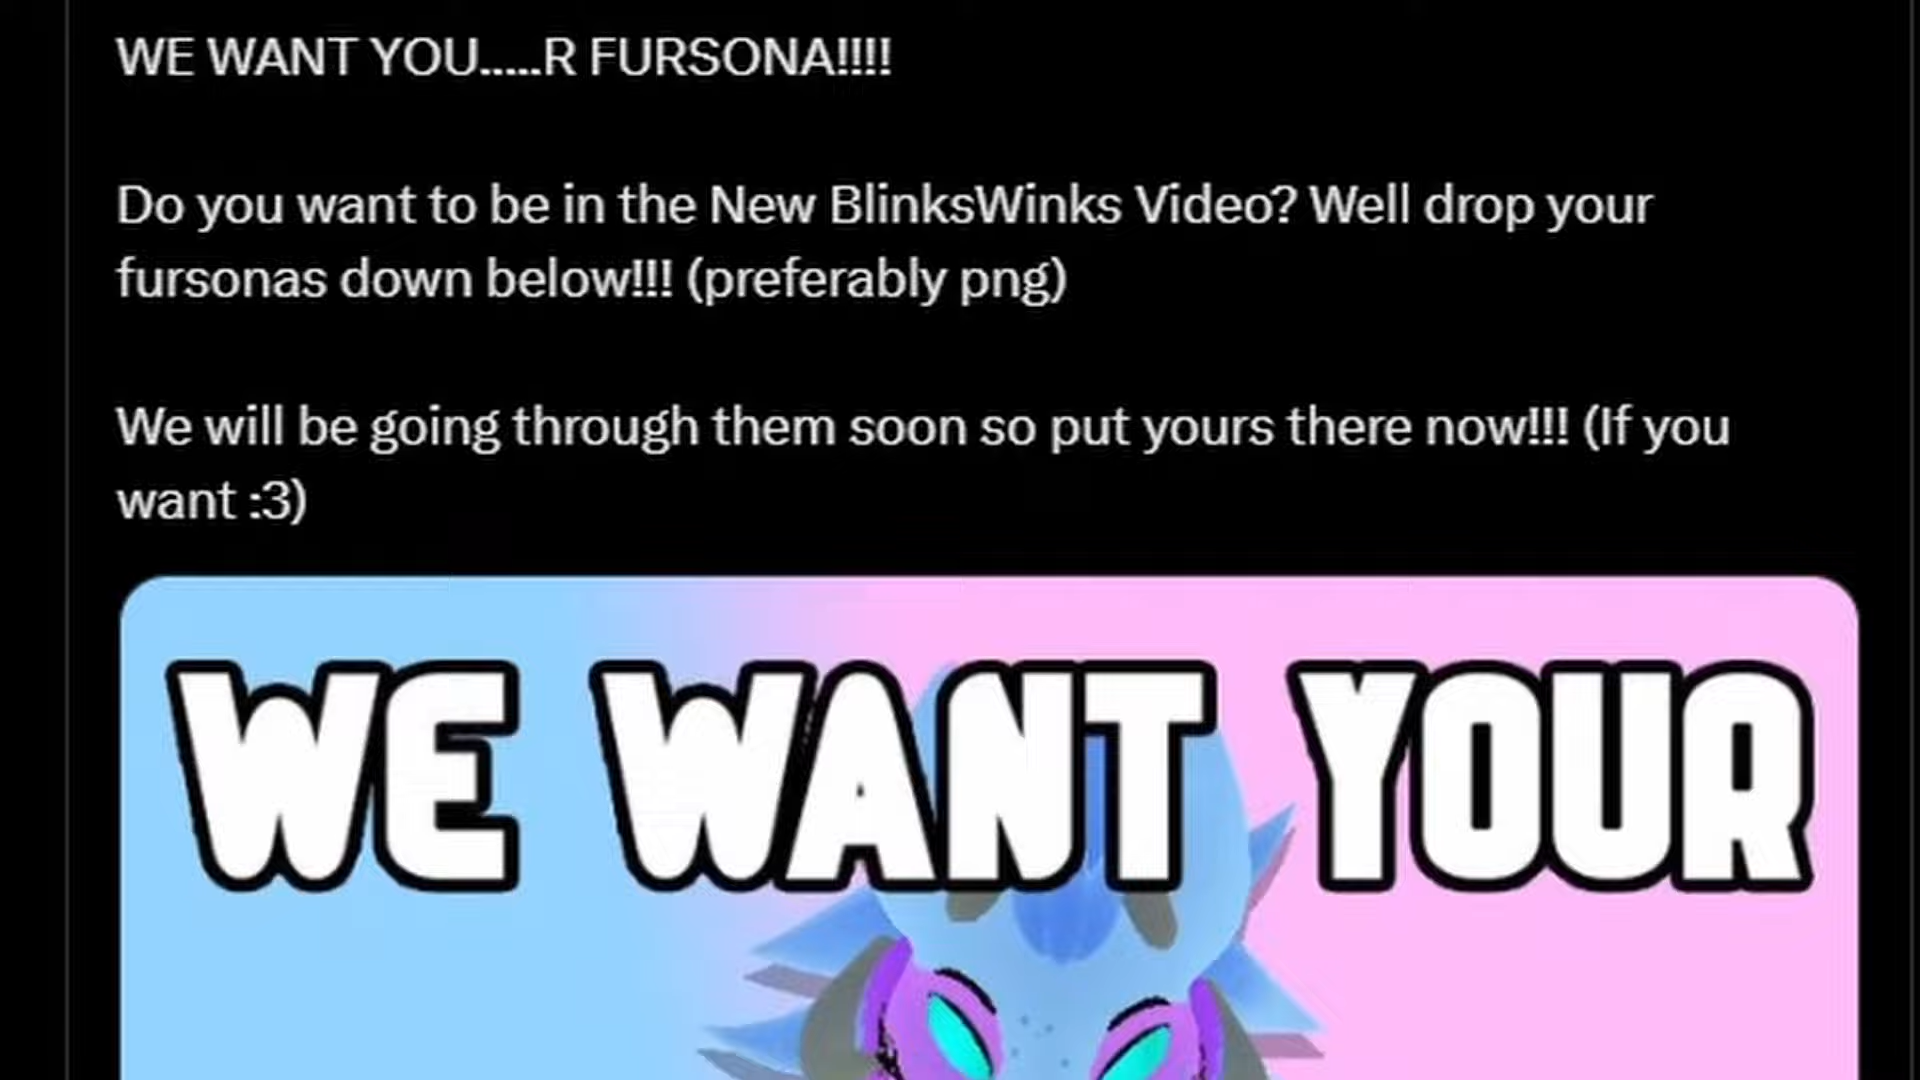 WE WANT YOU.....R FURSONA!!!!
Do you want to be in the New BlinksWinks Video? Well drop your
fursonas down below!!! (preferably png)
We will be going through them soon so put yours there now!!! (If you
want :3)
WE WANT YOUR